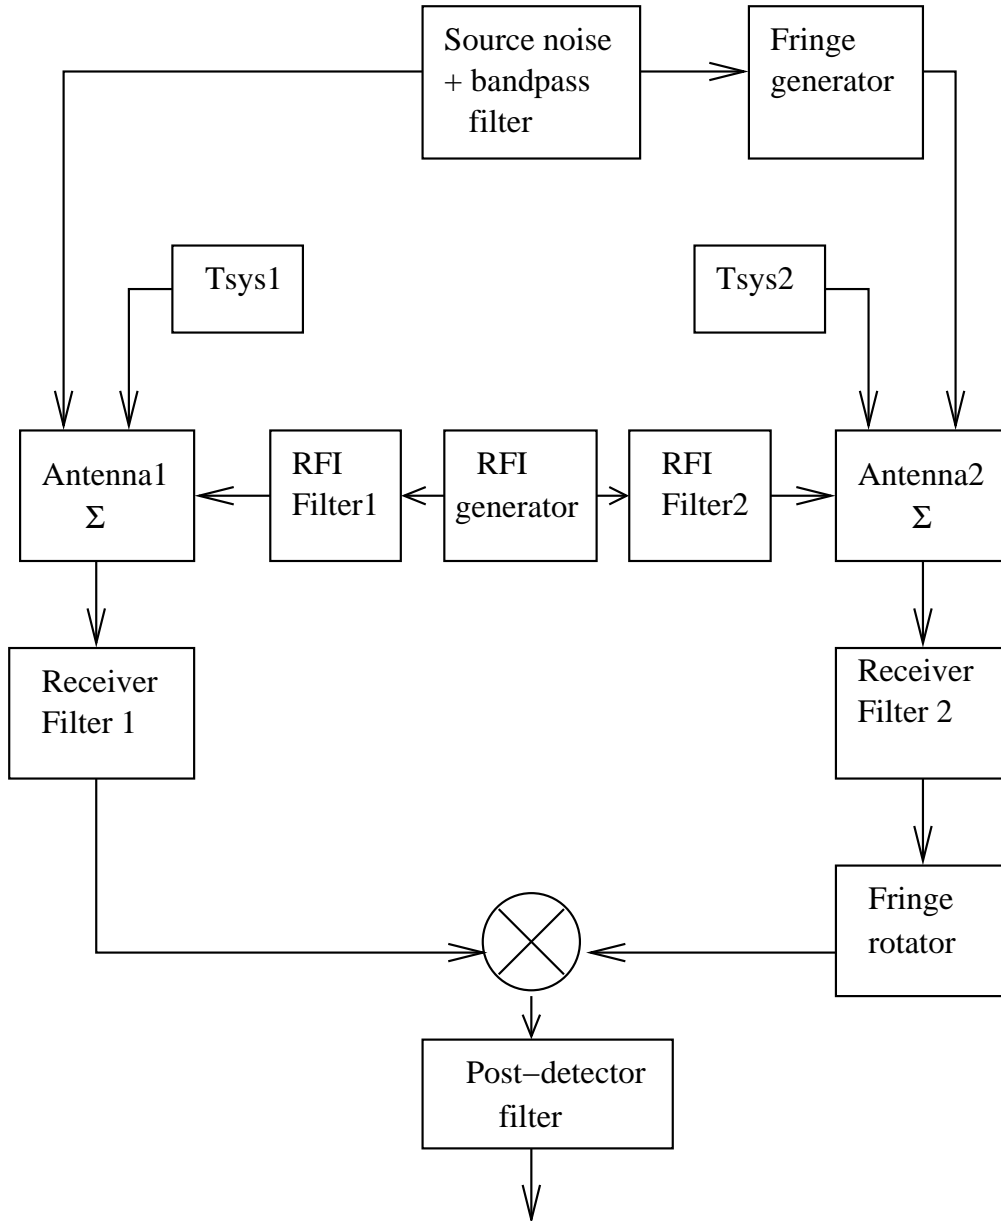 Source noise
+ bandpass
filter
Fringe
generator
Tsys1
Tsys2
Antenna1
Σ
RFI
Filter1
RFI
generator
RFI
Filter2
Antenna2
Σ
Receiver
Filter 1
Receiver
Filter 2
Fringe
rotator
Post−detector
filter